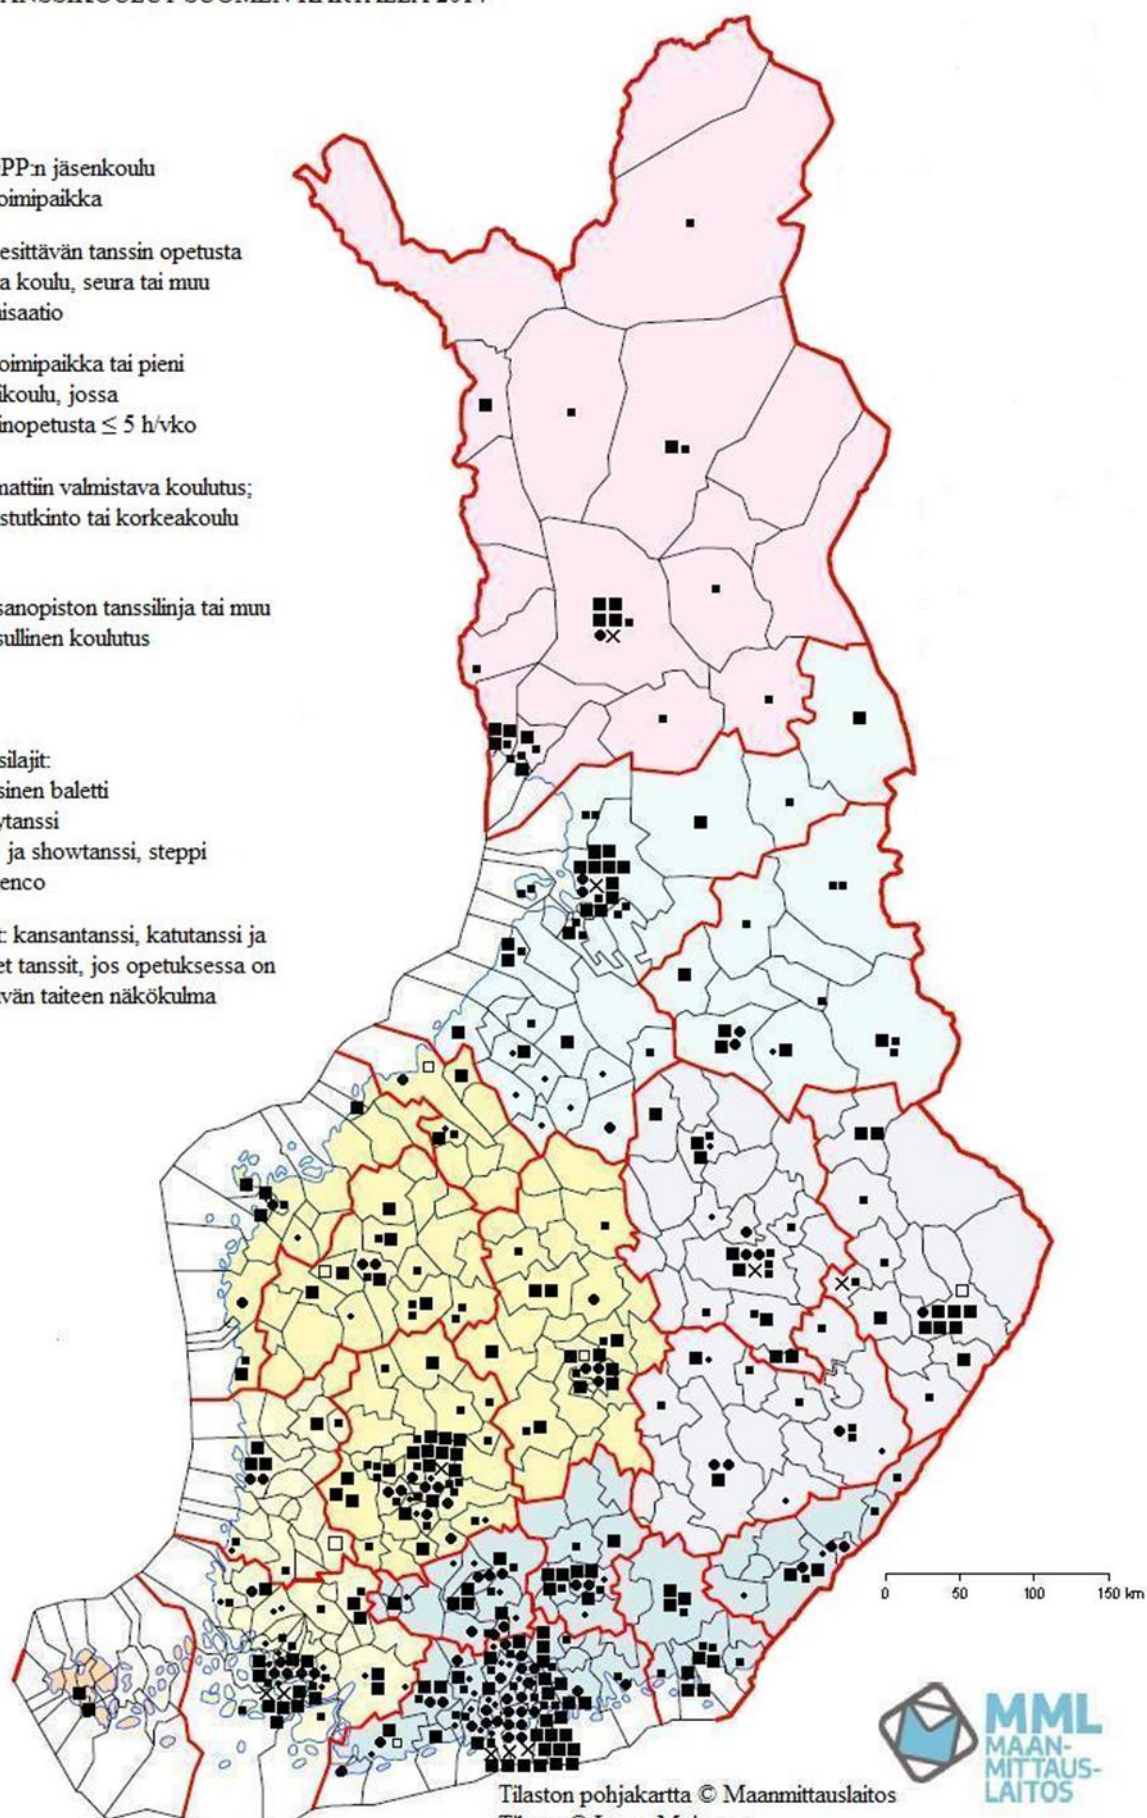 PP:n jäsenkoulu
oimipaikka
esittävän tanssin opetusta
a koulu, seura tai muu
isaatio
oimipaikka tai pieni
ikoulu, jossa
inopetusta ≤ 5 h/vko
mattiin valmistava koulutus;
stutkinto tai korkeakoulu
sanopiston tanssilinja tai muu
sullinen koulutus
silajit:
sinen baletti
ytanssi
ja showtanssi, steppi
enco
t: kansantanssi, katutanssi ja
et tanssit, jos opetuksessa on
vän taiteen näkökulma
0 50 100 150 km
MML
MAAN-
MITTAUS-
LAITOS
Tilaston pohjakartta © Maanmittauslaitos